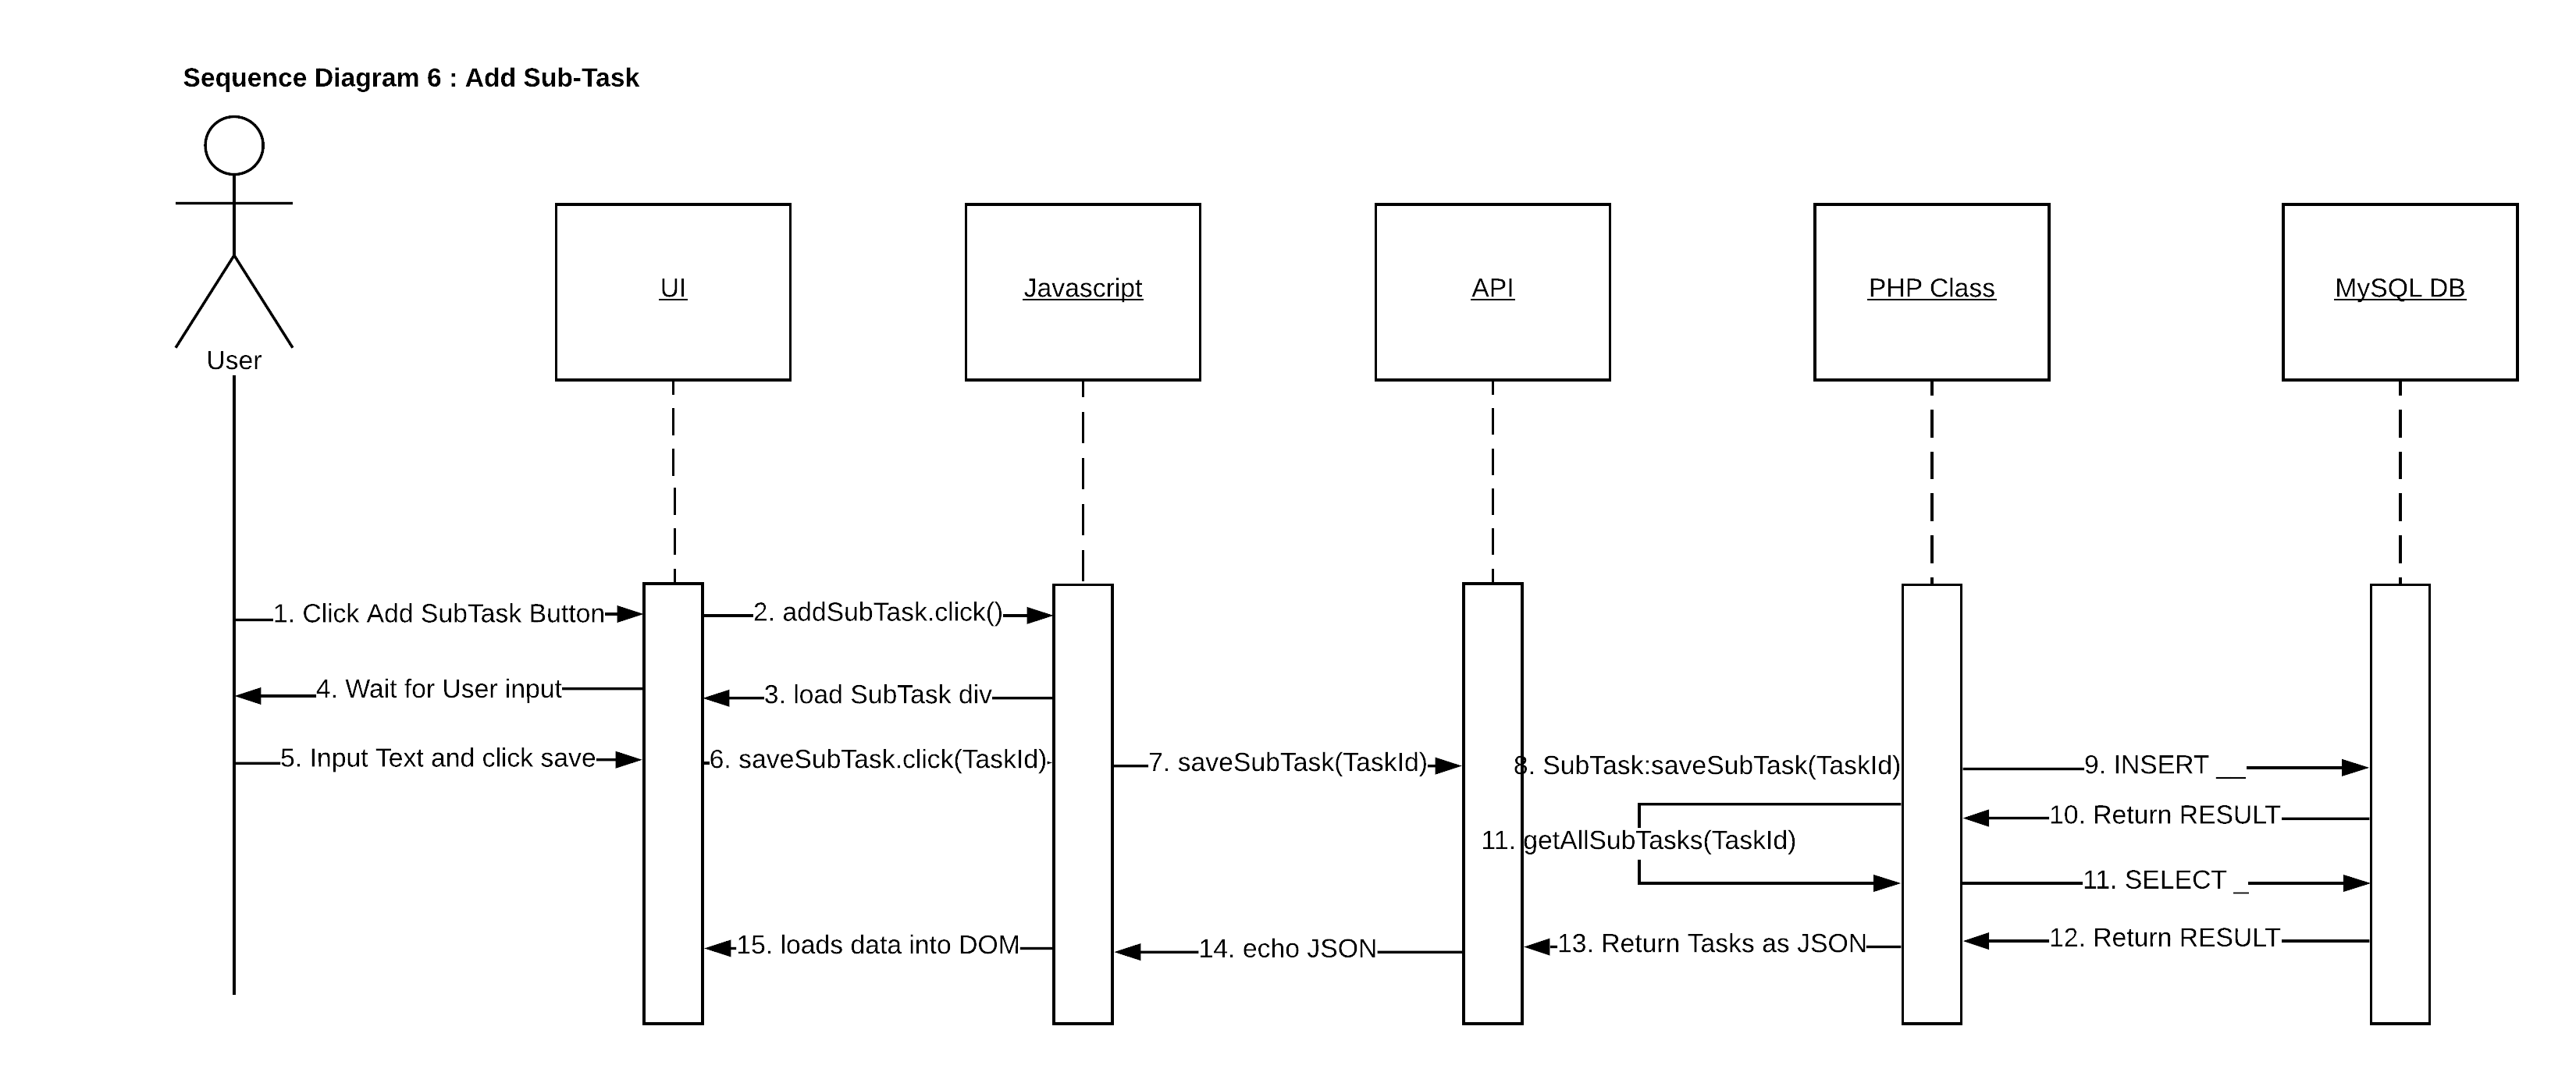 Sequence Diagram 6 : Add Sub-Task
User
UI
Javascript
API
PHP Class
MySQL DB
1. Click Add SubTask Button
2. addSubTask.click()
4. Wait for User input
3. load SubTask div
5. Input Text and click save
6. saveSubTask.click(TaskId)
7. saveSubTask(TaskId)
8. SubTask:saveSubTask(TaskId)
9. INSERT __
10. Return RESULT
11. getAllSubTasks(TaskId)
11. SELECT _
12. Return RESULT
13. Return Tasks as JSON
14. echo JSON
15. loads data into DOM